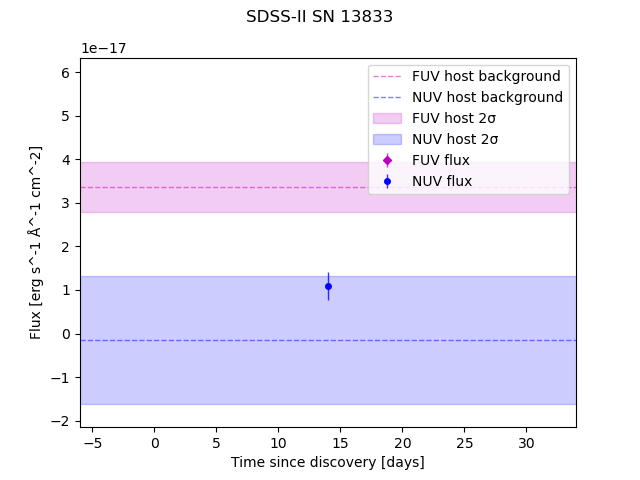 SDSS-II SN 13833
1e−17
FUV host background
NUV host background
FUV host 2σ
NUV host 2σ
FUV flux
NUV flux
6
5
4
3
2
1
0
−1
−2
Flux [erg s^-1 Å^-1 cm^-2]
−5
0
5
10
15
20
25
30
Time since discovery [days]